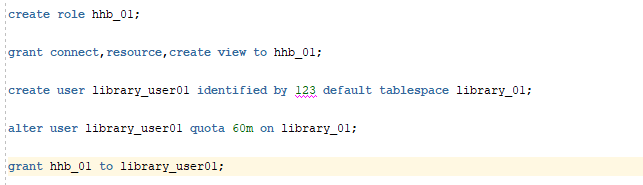 create role hhb_01;
grant connect,resource,create view to hhb_01;
create user library_user01 identified by 123 default tablespace library_01;
alter user library_user01 quota 60m on library_01;
grant hhb_01 to library_user01;